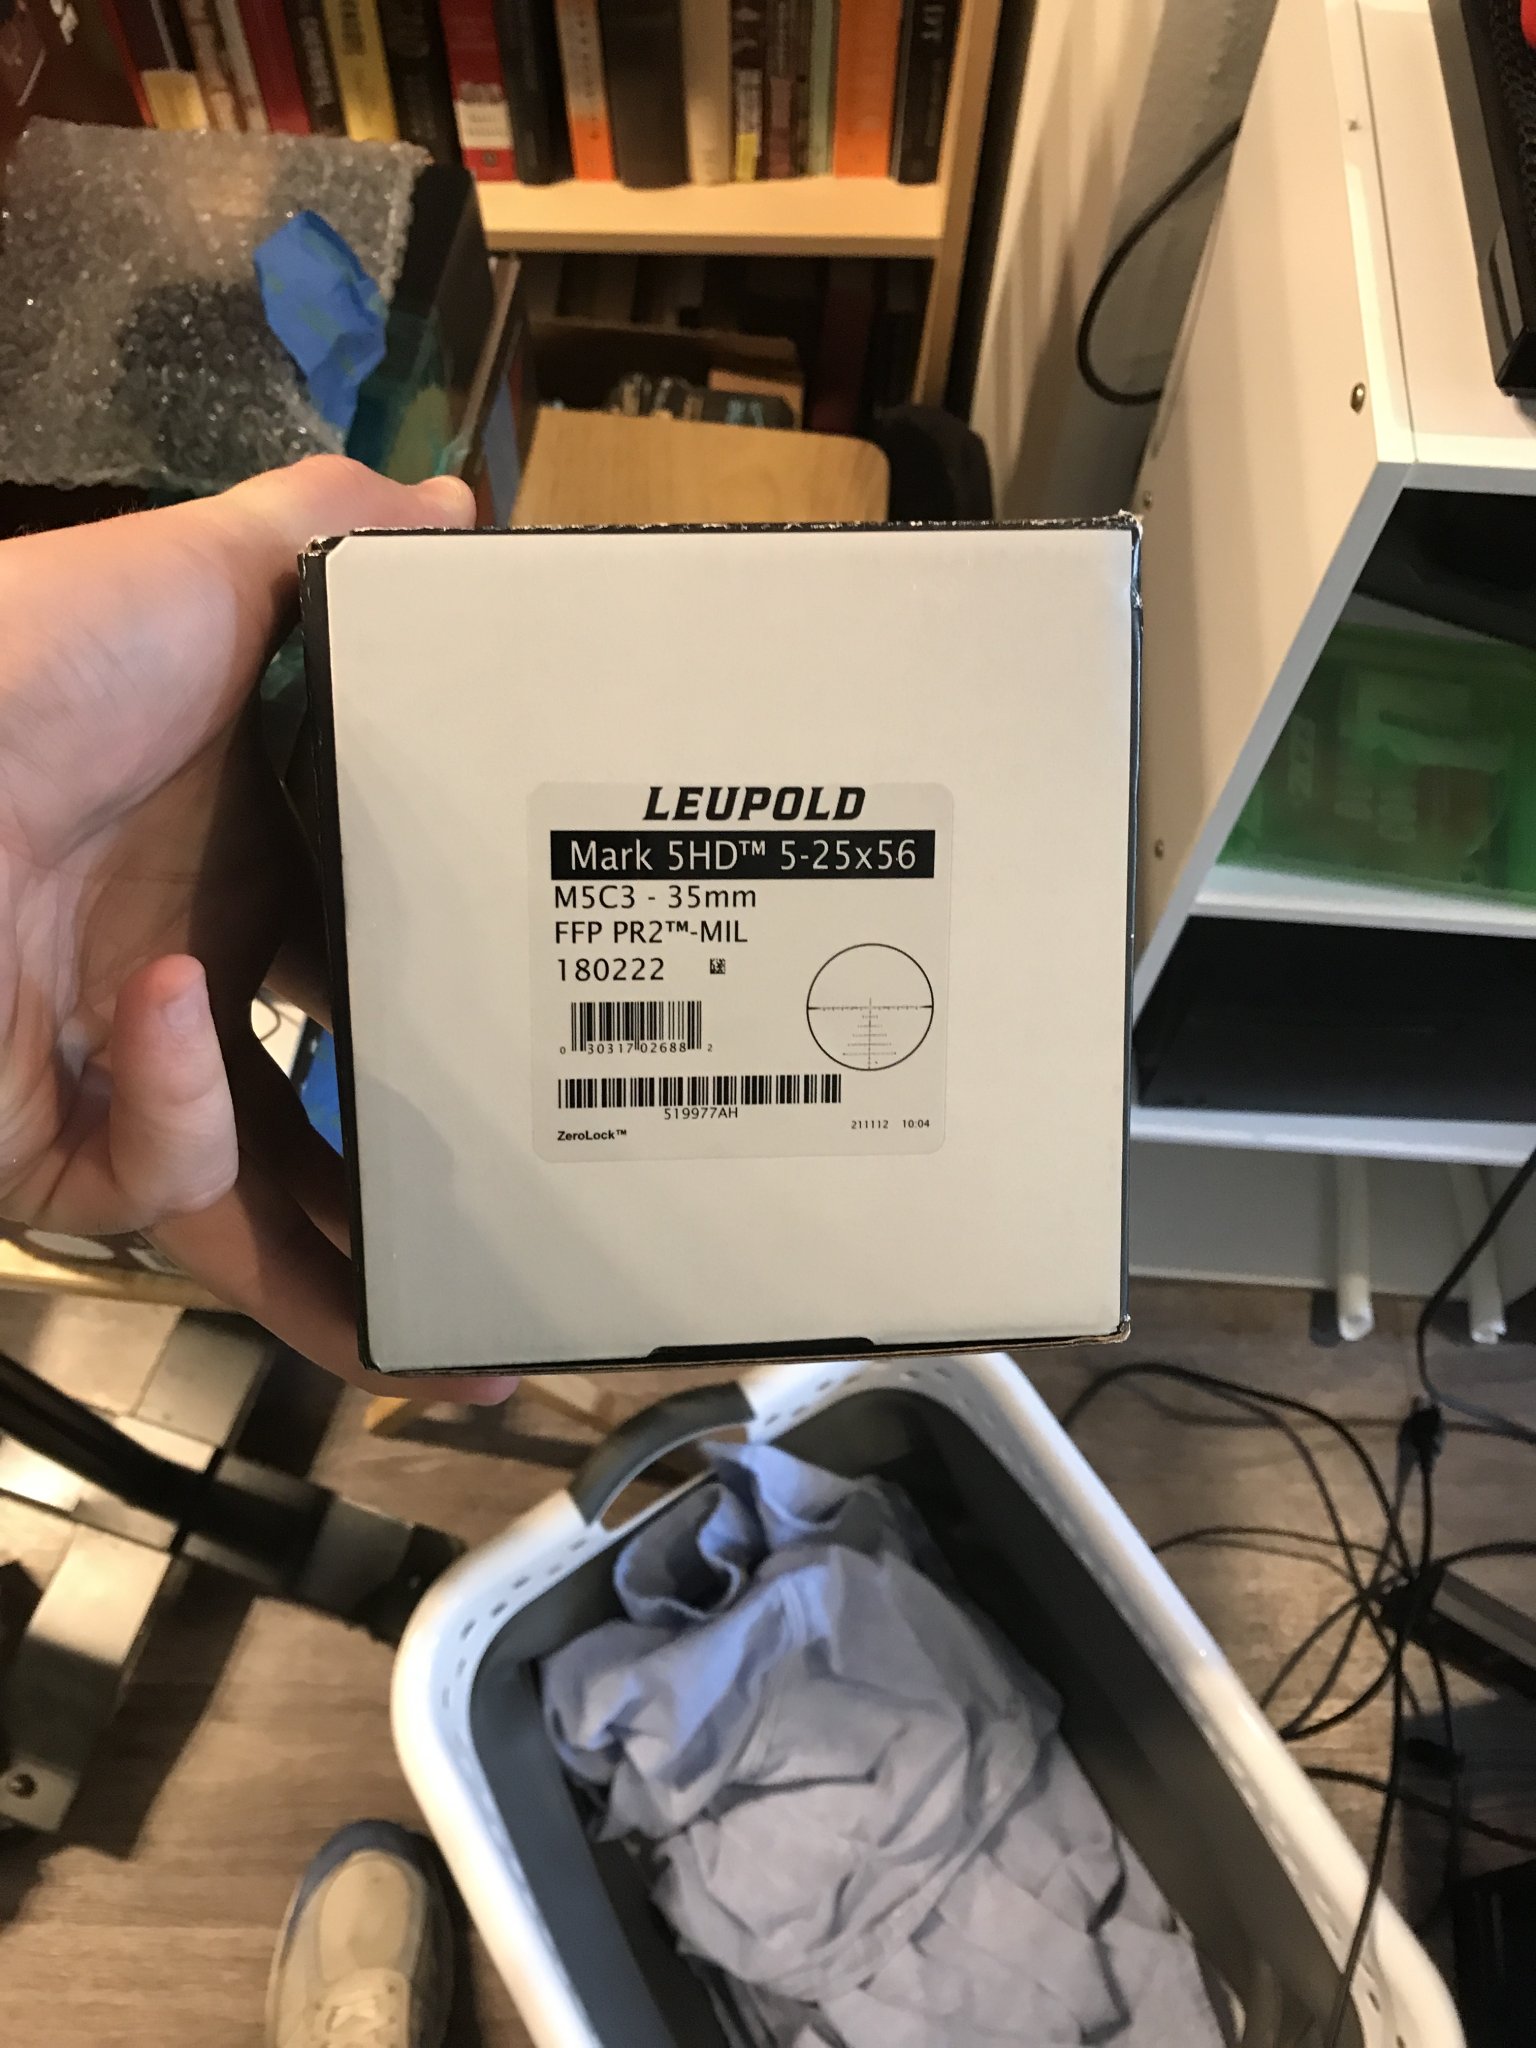 LEUPOLD
Mark 5HD™ 5-25x56
M5C3 - 35mm
FFP PR2™-MIL
180222
0 30317 02688 2
519977AH
ZeroLock™
211112 10:04